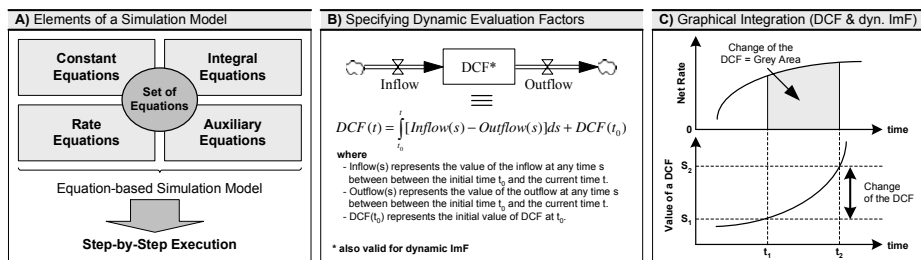 A) Elements of a Simulation Model
Constant
Equations
Integral
Equations
Set of
Equations
Rate
Equations
Auxiliary
Equations
Equation-based Simulation Model
Step-by-Step Execution
B) Specifying Dynamic Evaluation Factors
Inflow
DCF*
Outflow
DCF(t) = ∫[Inflow(s) − Outflow(s)]ds + DCF(t₀)
t
t₀
where
- Inflow(s) represents the value of the inflow at any time s
between between the initial time t₀ and the current time t.
- Outflow(s) represents the value of the outflow at any time s
between between the initial time t₀ and the current time t.
- DCF(t₀) represents the initial value of DCF at t₀.
* also valid for dynamic ImF
C) Graphical Integration (DCF & dyn. ImF)
Net Rate
Change of the
DCF = Grey Area
0
time
Value of a DCF
S₂
S₁
Change
of the DCF
t₁
t₂
time